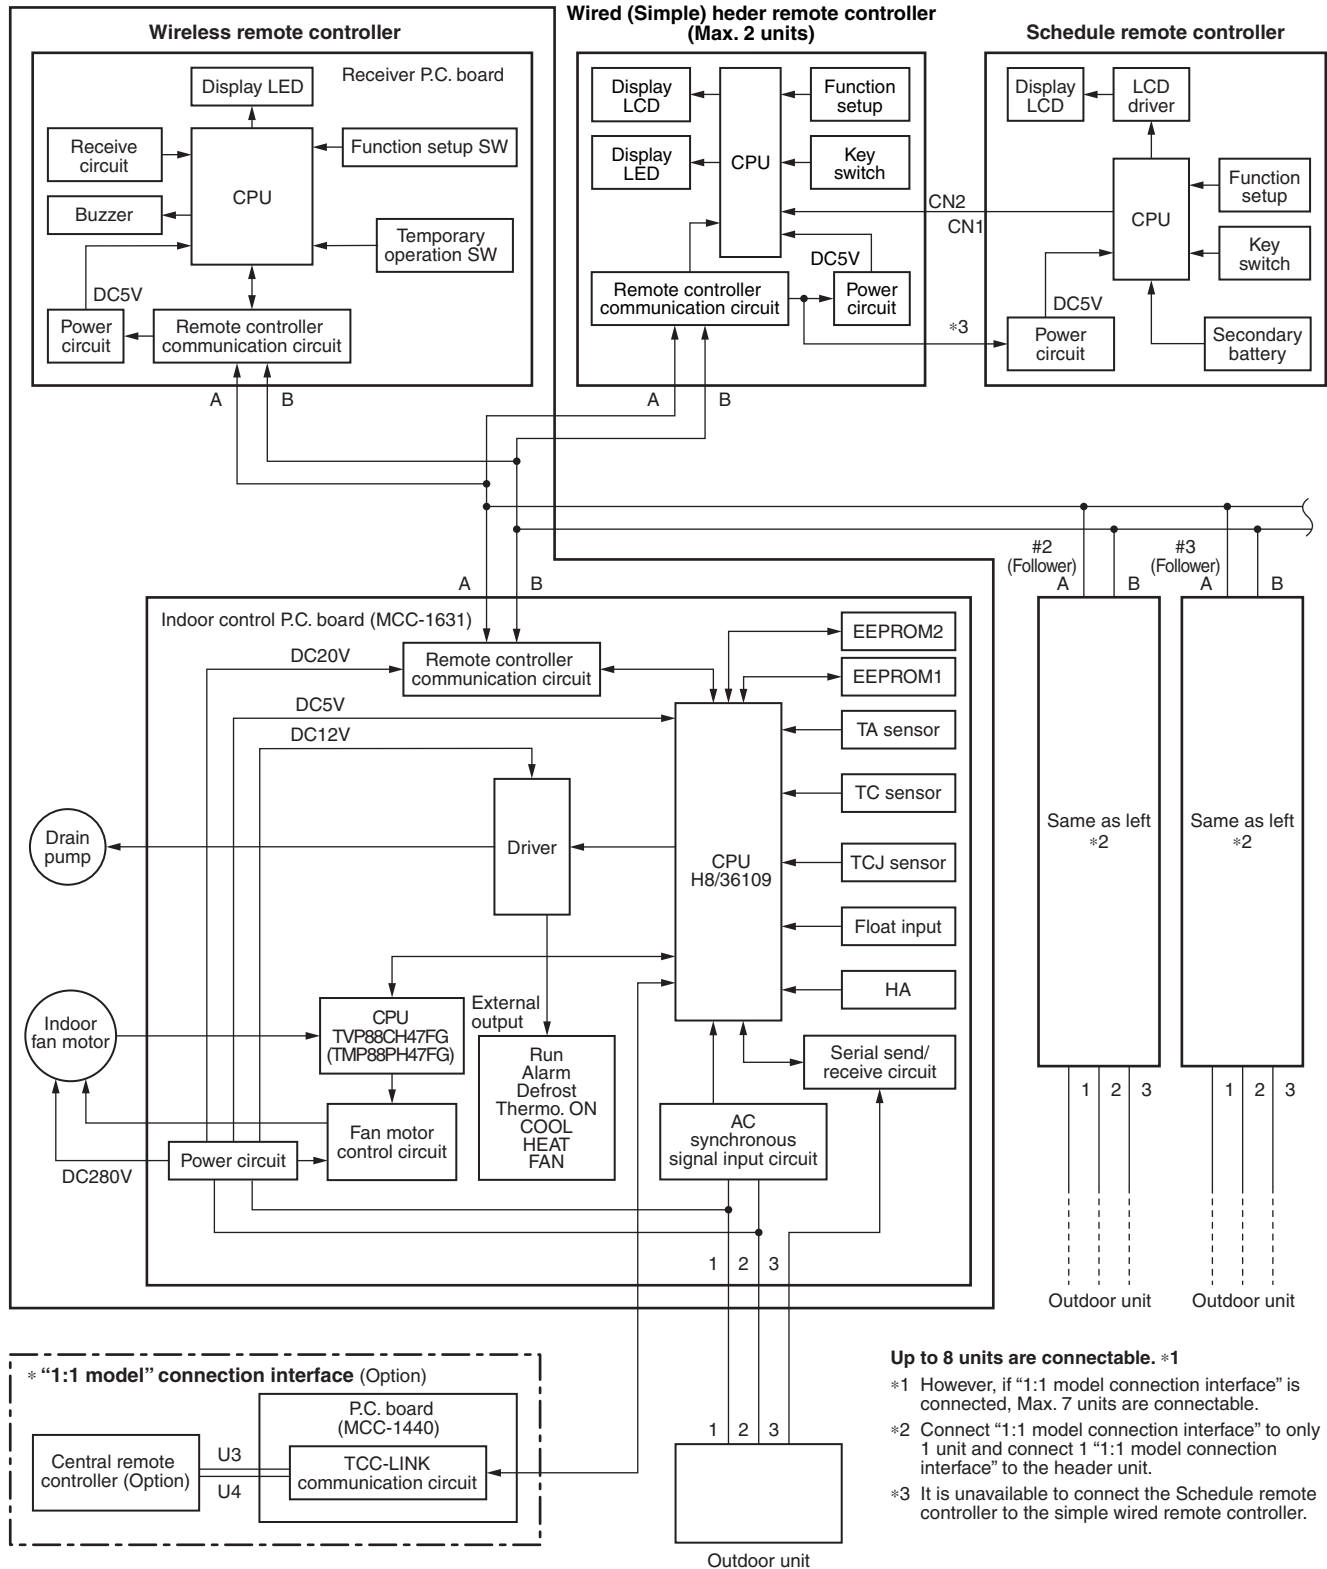 Wireless remote controller
Receiver P.C. board
Display LED
Receive
circuit
Function setup SW
CPU
Buzzer
Temporary
operation SW
DC5V
Power
circuit
Remote controller
communication circuit
A
B
Wired (Simple) heder remote controller
(Max. 2 units)
Display
LCD
CPU
Function
setup
Display
LED
Key
switch
CN2
CN1
DC5V
Remote controller
communication circuit
Power
circuit
*3
A
B
Schedule remote controller
Display
LCD
LCD
driver
Function
setup
CPU
Key
switch
DC5V
Power
circuit
Secondary
battery
#2
(Follower)
A
B
#3
(Follower)
A
B
A
B
Indoor control P.C. board (MCC-1631)
DC20V
Remote controller
communication circuit
DC5V
DC12V
EEPROM2
EEPROM1
TA sensor
TC sensor
TCJ sensor
Float input
HA
Drain
pump
Driver
CPU
H8/36109
Same as left
*2
Same as left
*2
Indoor
fan motor
CPU
TVP88CH47FG
(TMP88PH47FG)
External
output
Run
Alarm
Defrost
Thermo. ON
COOL
HEAT
FAN
Serial send/
receive circuit
AC
synchronous
signal input circuit
Fan motor
control circuit
Power circuit
DC280V
1
2
3
1
2
3
1
2
3
Outdoor unit
Outdoor unit
* “1:1 model” connection interface (Option)
P.C. board
(MCC-1440)
Central remote
controller (Option)
U3
U4
TCC-LINK
communication circuit
1
2
3
Outdoor unit
Up to 8 units are connectable. *1
*1 However, if “1:1 model connection interface” is
connected, Max. 7 units are connectable.
*2 Connect “1:1 model connection interface” to only
1 unit and connect 1 “1:1 model connection
interface” to the header unit.
*3 It is unavailable to connect the Schedule remote
controller to the simple wired remote controller.